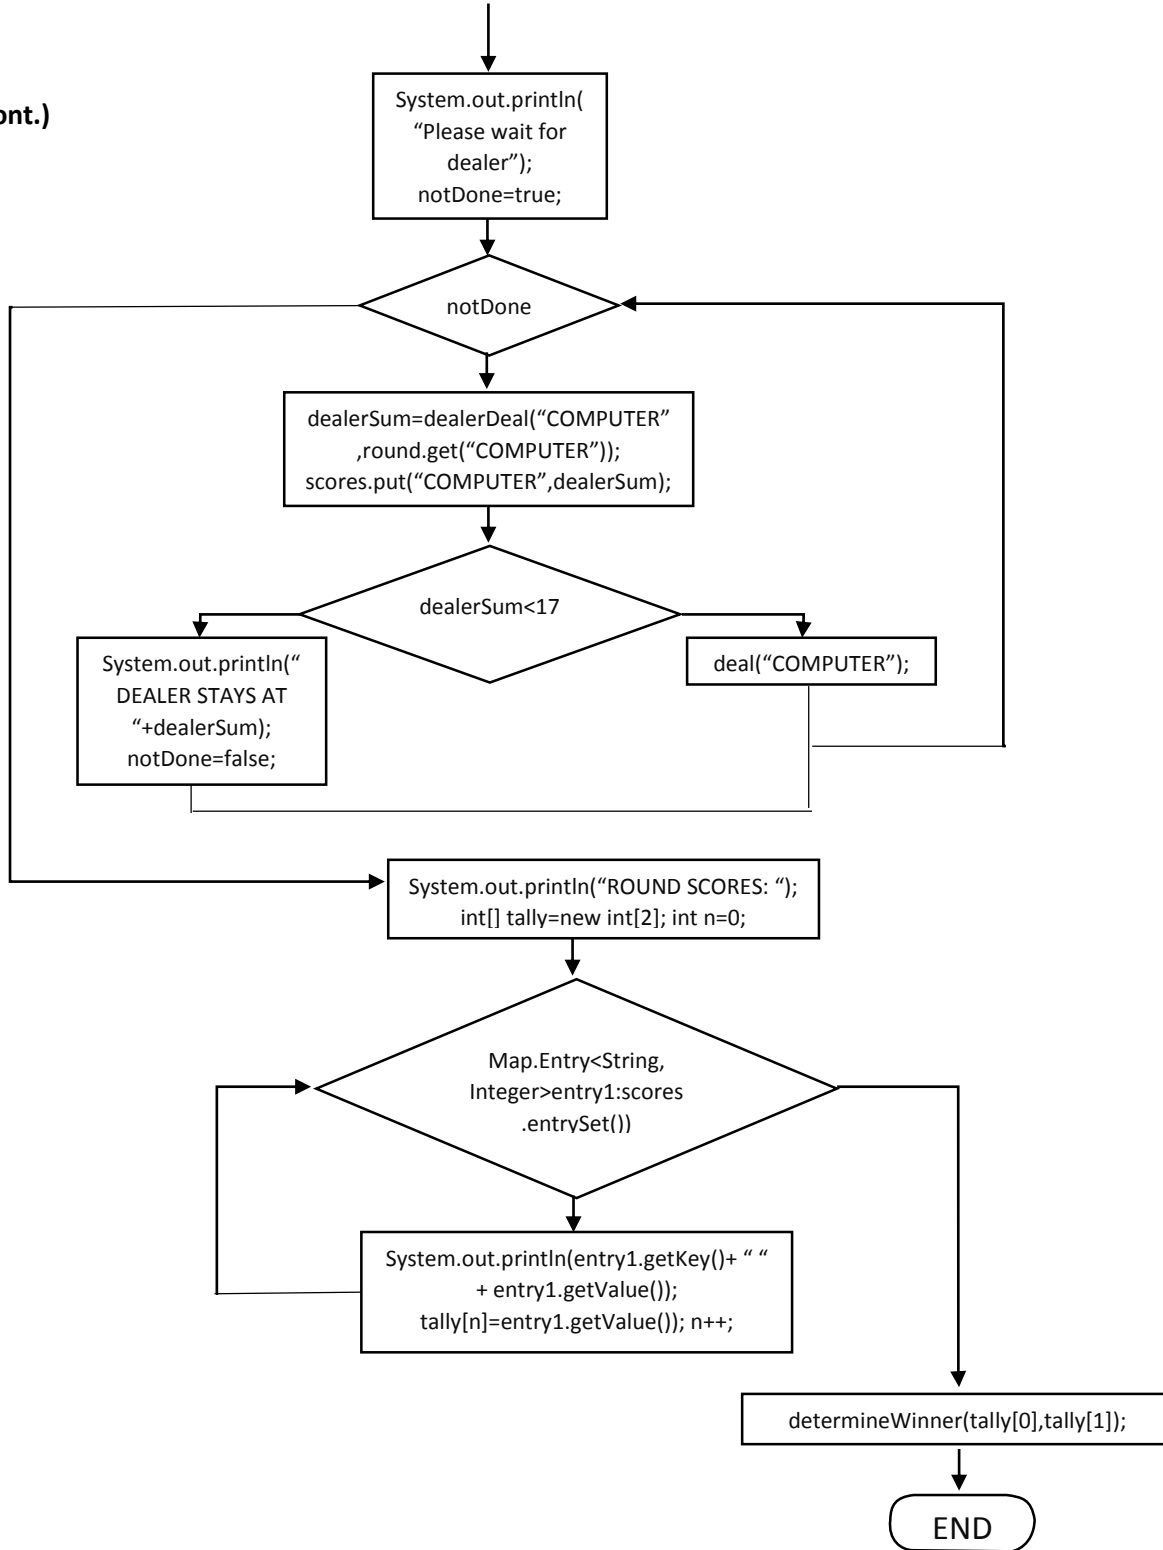 ont.)
System.out.println(
“Please wait for
dealer”);
notDone=true;
notDone
dealerSum=dealerDeal(“COMPUTER”
,round.get(“COMPUTER”));
scores.put(“COMPUTER”,dealerSum);
dealerSum<17
System.out.println(“
DEALER STAYS AT
“+dealerSum);
notDone=false;
deal(“COMPUTER”);
System.out.println(“ROUND SCORES: “);
int[] tally=new int[2]; int n=0;
Map.Entry<String,
Integer>entry1:scores
.entrySet())
System.out.println(entry1.getKey()+ “ “
+ entry1.getValue());
tally[n]=entry1.getValue()); n++;
determineWinner(tally[0],tally[1]);
END